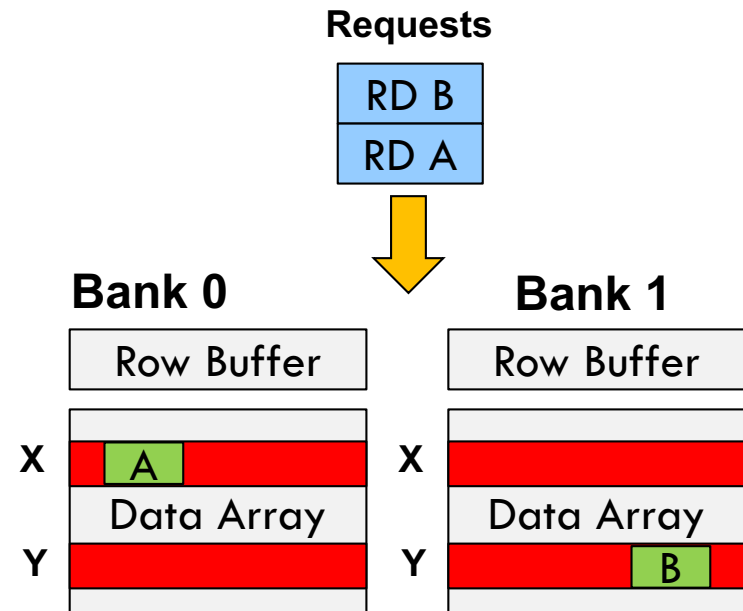 Requests
RD B
RD A
Bank 0
Bank 1
Row Buffer
Row Buffer
X
A
X
Data Array
Data Array
Y
Y
B